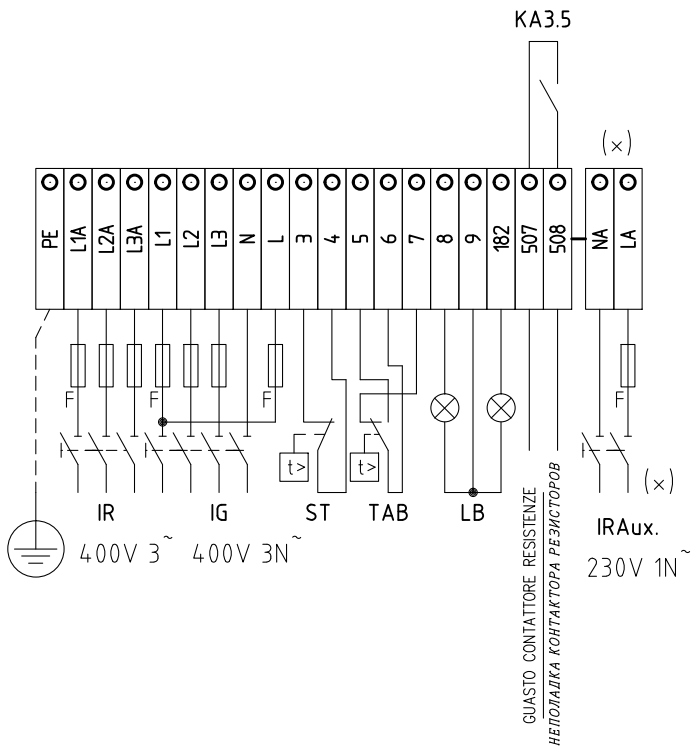 KA3.5
(x)
PE L1A L2A L3A L1 L2 L3 N L 3 4 5 6 7 8 9 182 507 508 NA LA
F F F F
t> t>
(x)
IR IG ST TAB LB IRAux.
400V 3~ 400V 3N~ 230V 1N~
GUASTO CONTATTORE RESISTENZE
НЕПОЛАДКА КОНТАКТОРА РЕЗИСТОРОВ